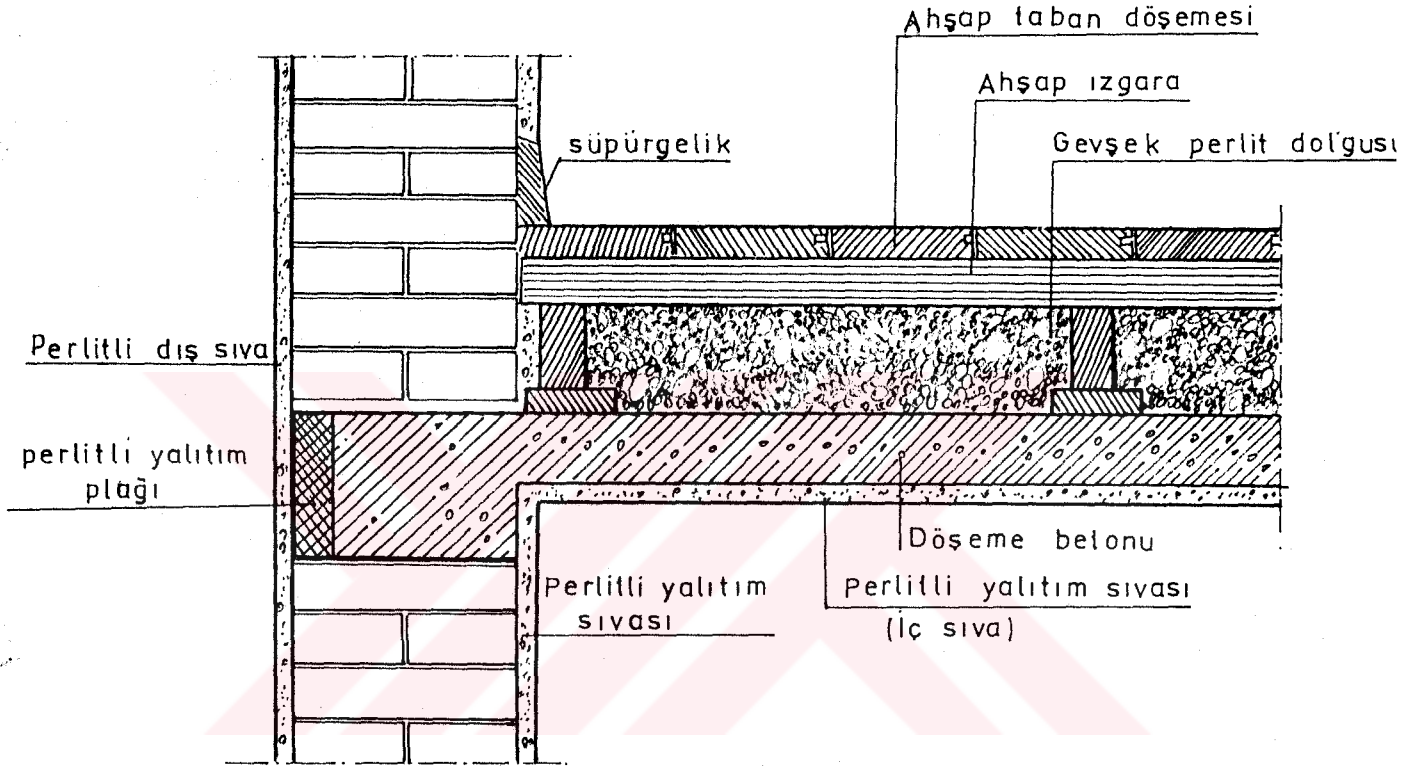 Ahşap taban döşemesi
Ahşap ızgara
süpürgelik
Gevşek perlit dolgusu
Perlitli dış sıva
perlitli yalıtım
plağı
Döşeme betonu
Perlitli yalıtım
sıvası
Perlitli yalıtım sıvası
(İç sıva)